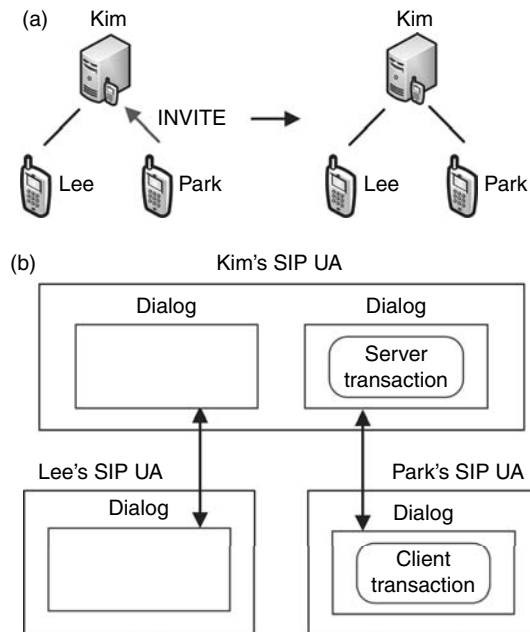 (a)
Kim
Kim
INVITE
Lee
Park
Lee
Park
(b)
Kim's SIP UA
Dialog
Dialog
Server
transaction
Lee's SIP UA
Park's SIP UA
Dialog
Dialog
Client
transaction